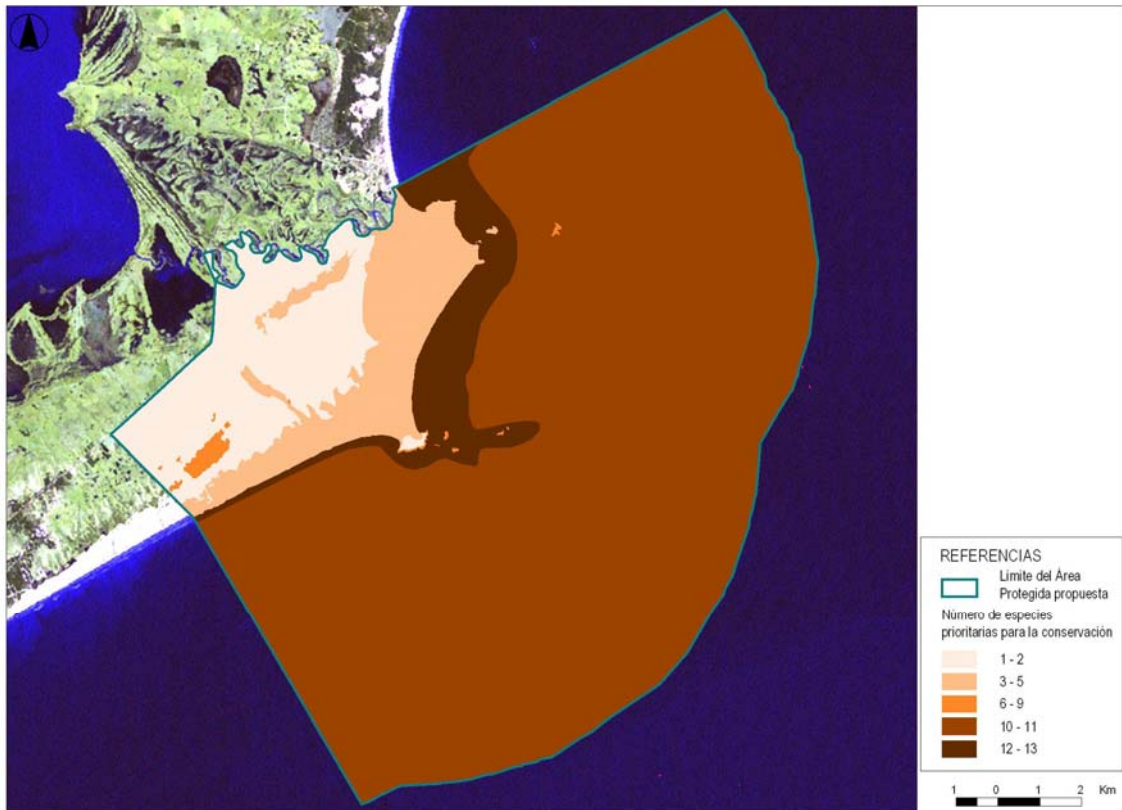 REFERENCIAS
Limite del Área
Protegida propuesta
Número de especies
prioritarias para la conservación
1 - 2
3 - 5
6 - 9
10 - 11
12 - 13
1 0 1 2 Km